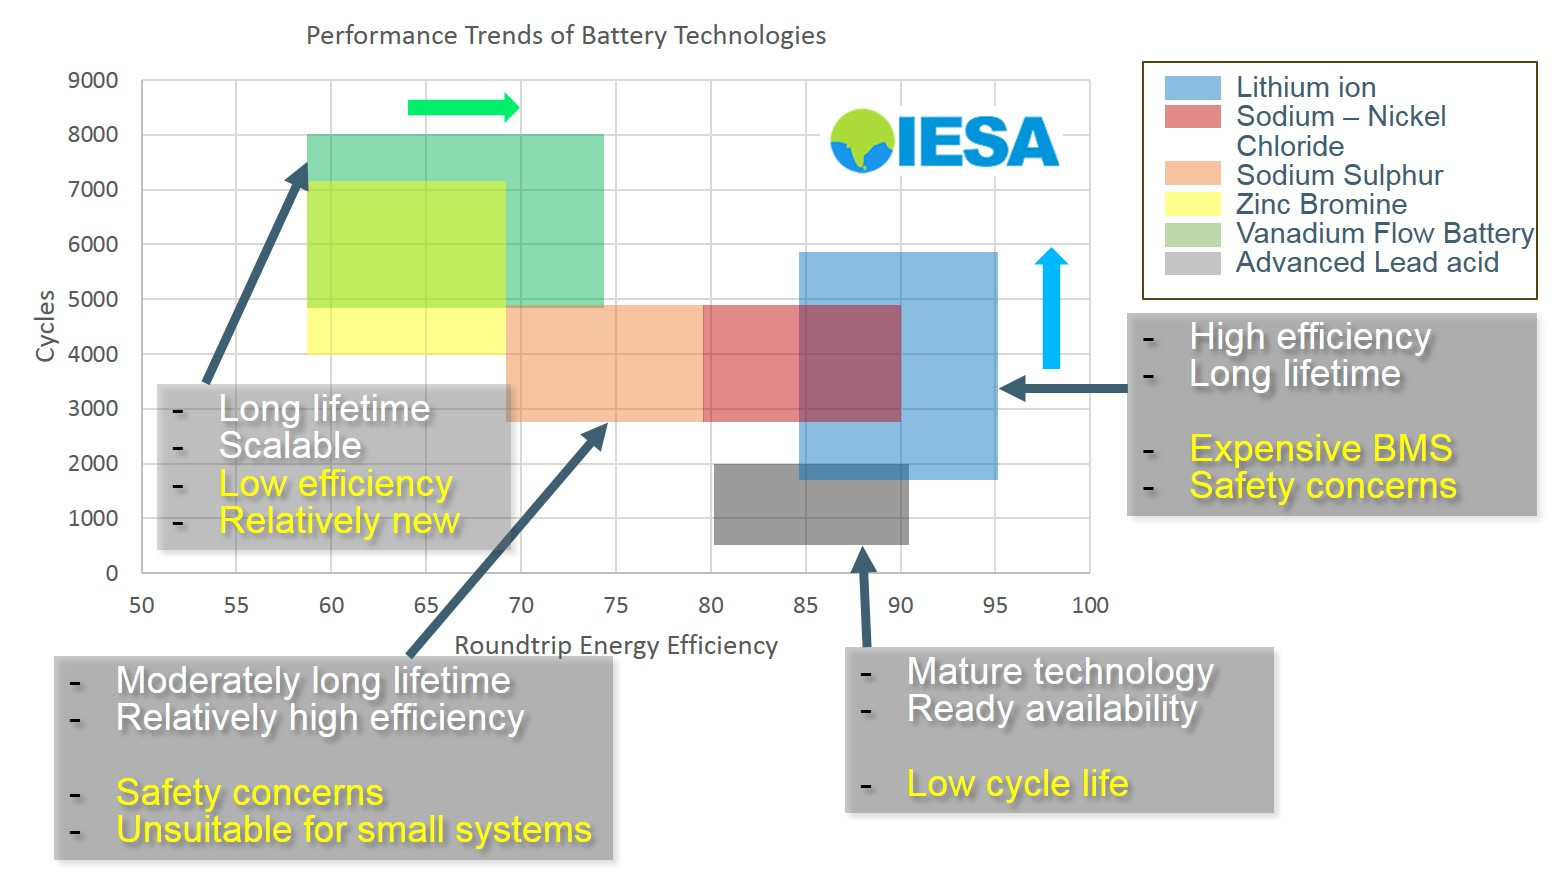 Performance Trends of Battery Technologies
9000
8000
7000
6000
5000
4000
3000
2000
1000
0
Cycles
50 55 60 65 70 75 80 85 90 95 100
Roundtrip Energy Efficiency
IESA
Lithium ion
Sodium – Nickel
Chloride
Sodium Sulphur
Zinc Bromine
Vanadium Flow Battery
Advanced Lead acid
- High efficiency
- Long lifetime
- Expensive BMS
- Safety concerns
- Long lifetime
- Scalable
- Low efficiency
- Relatively new
- Moderately long lifetime
- Relatively high efficiency
- Safety concerns
- Unsuitable for small systems
- Mature technology
- Ready availability
- Low cycle life